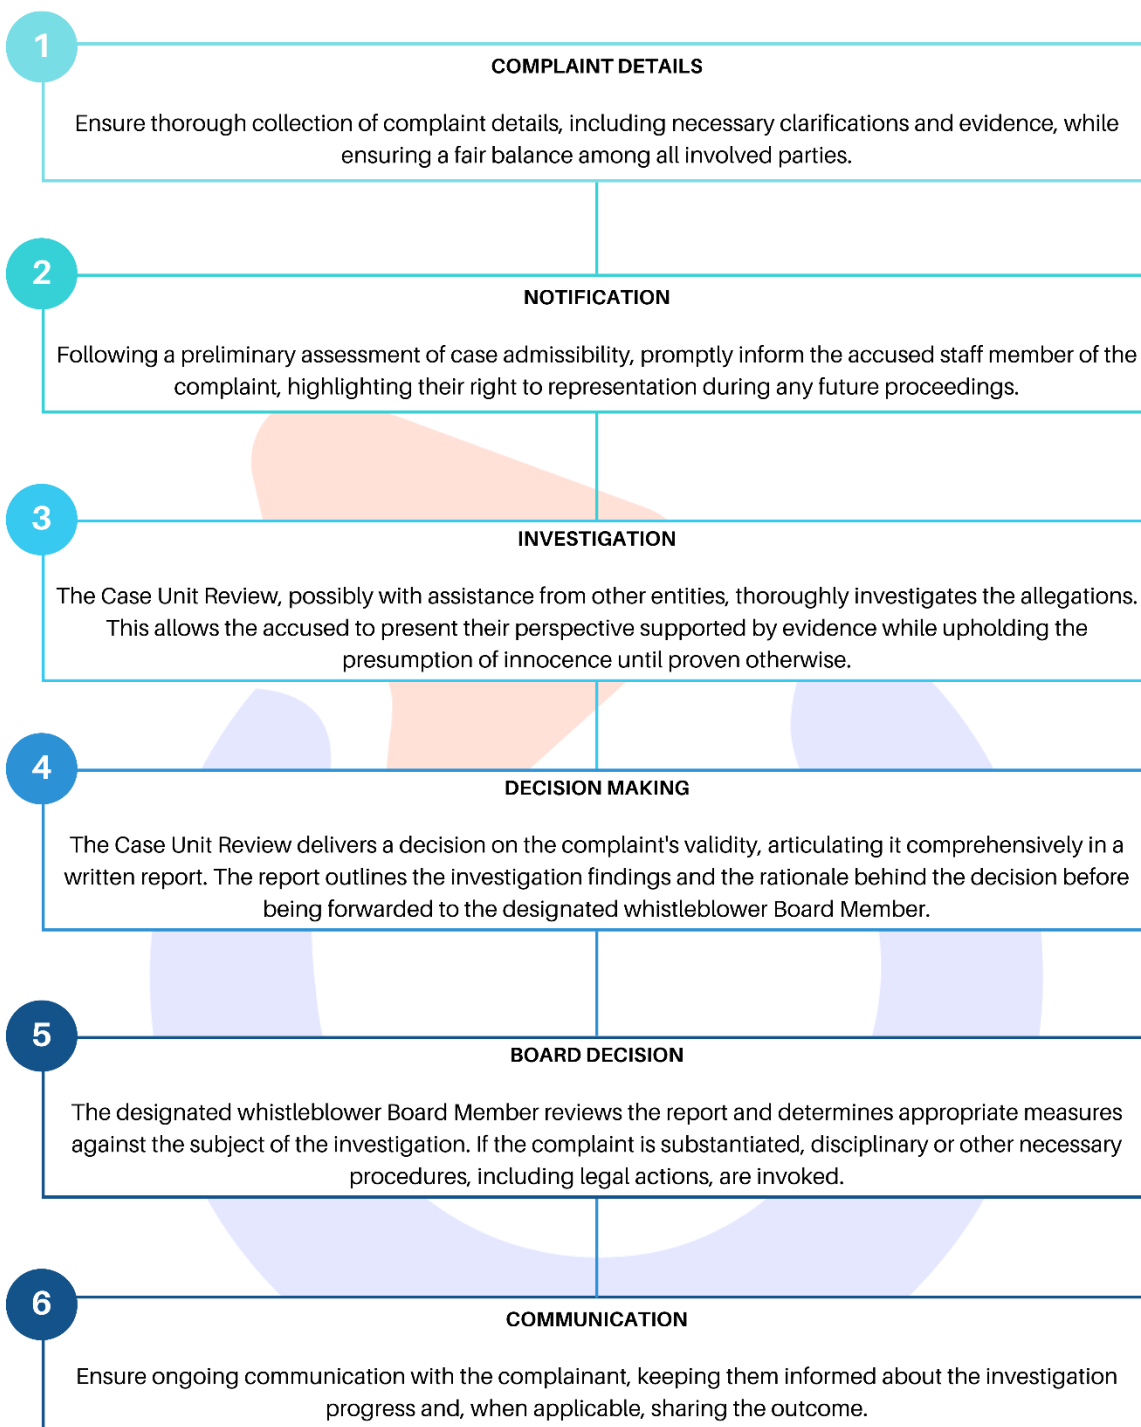 1
COMPLAINT DETAILS
Ensure thorough collection of complaint details, including necessary clarifications and evidence, while
ensuring a fair balance among all involved parties.
2
NOTIFICATION
Following a preliminary assessment of case admissibility, promptly inform the accused staff member of the
complaint, highlighting their right to representation during any future proceedings.
3
INVESTIGATION
The Case Unit Review, possibly with assistance from other entities, thoroughly investigates the allegations.
This allows the accused to present their perspective supported by evidence while upholding the
presumption of innocence until proven otherwise.
4
DECISION MAKING
The Case Unit Review delivers a decision on the complaint's validity, articulating it comprehensively in a
written report. The report outlines the investigation findings and the rationale behind the decision before
being forwarded to the designated whistleblower Board Member.
5
BOARD DECISION
The designated whistleblower Board Member reviews the report and determines appropriate measures
against the subject of the investigation. If the complaint is substantiated, disciplinary or other necessary
procedures, including legal actions, are invoked.
6
COMMUNICATION
Ensure ongoing communication with the complainant, keeping them informed about the investigation
progress and, when applicable, sharing the outcome.